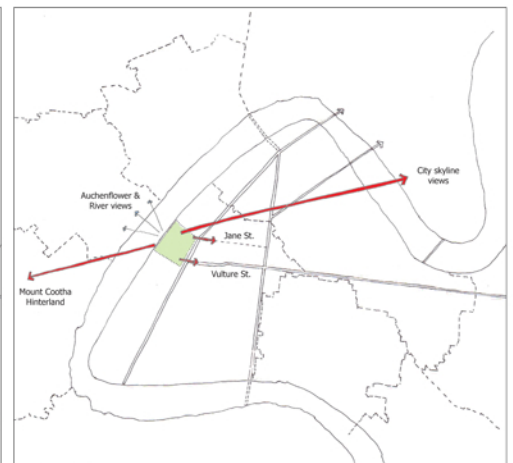 City skyline
views
Auchenflower &
River views
Jane St.
Vulture St.
Mount Cootha
Hinterland